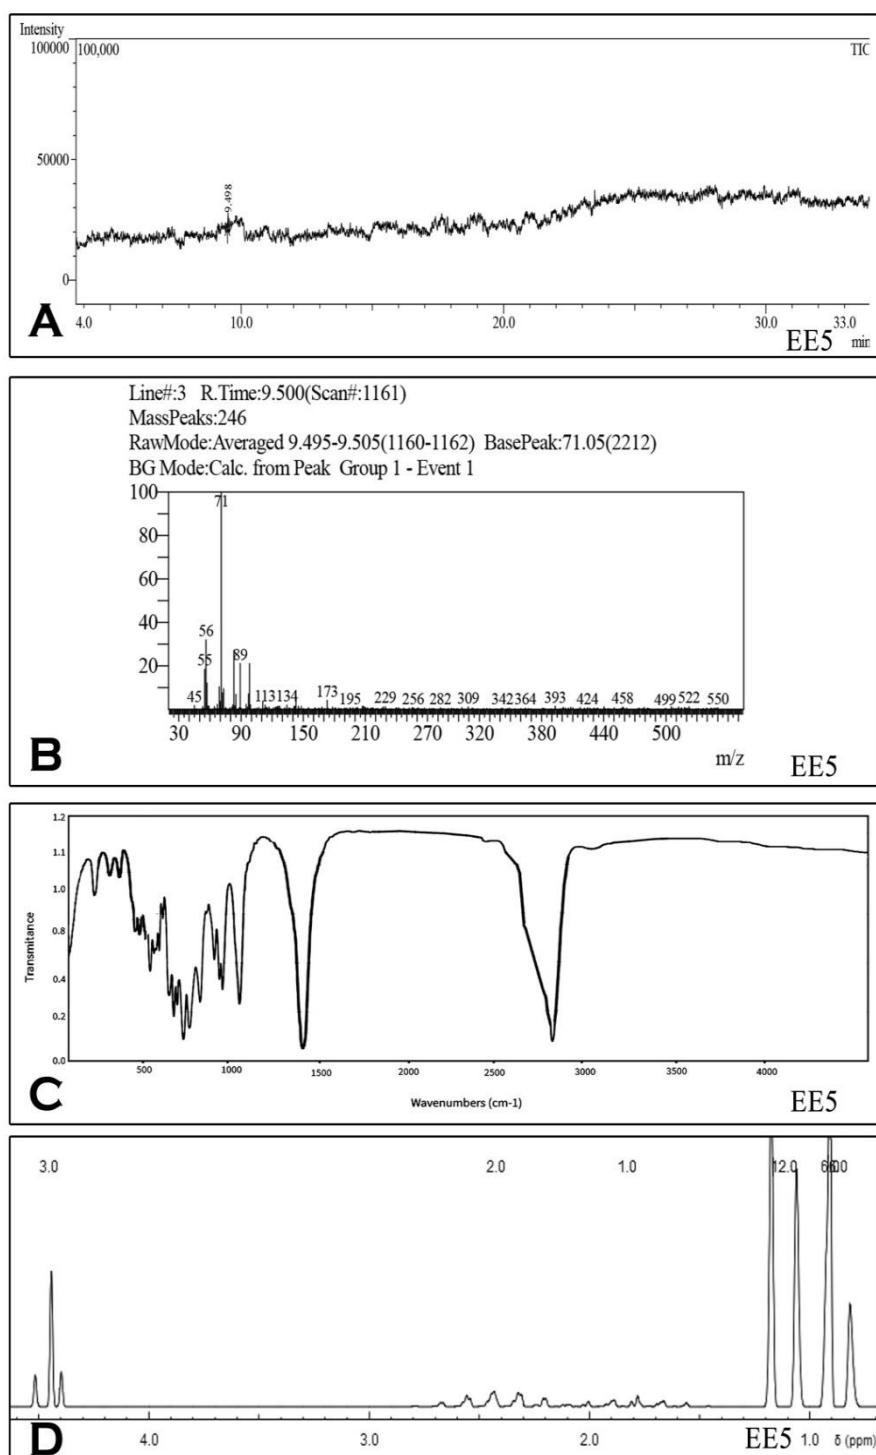 Intensity
100000 100,000 TIC
50000
9.498
0
A
4.0 10.0 20.0 30.0 33.0
EE5 min
Line#:3 R.Time:9.500(Scan#:1161)
MassPeaks:246
RawMode:Averaged 9.495-9.505(1160-1162) BasePeak:71.05(2212)
BG Mode:Calc. from Peak Group 1 - Event 1
100
71
80
60
56
40
55 89
20
45 113 134 173 195 229 256 282 309 342 364 393 424 458 499 522 550
30 90 150 210 270 320 380 440 500
m/z
B EE5
1.2
1.1
1.0
0.8
0.4
0.2
0.0
Transmitance
500 1000 1500 2000 2500 3000 3500 4000
Wavenumbers (cm-1)
C EE5
3.0 2.0 1.0 12.0
4.0 3.0 2.0 1.0 δ (ppm)
D EE5